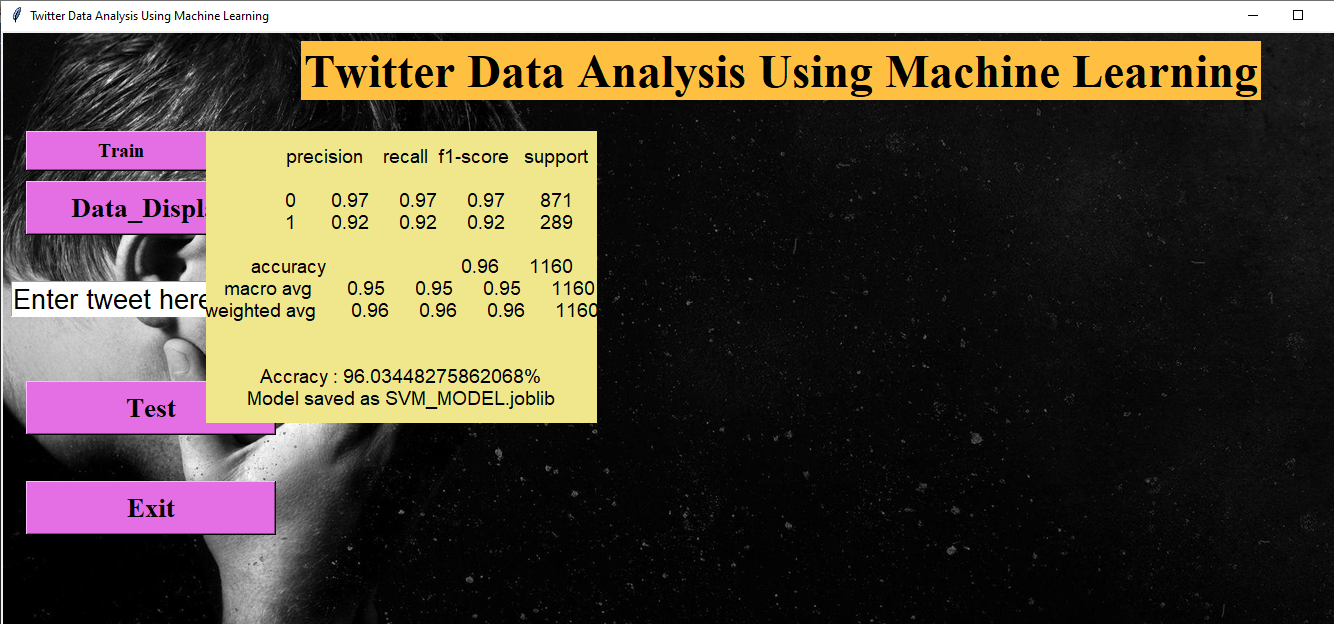 Twitter Data Analysis Using Machine Learning
Twitter Data Analysis Using Machine Learning
Train
precision recall f1-score support
Data_Displ
0 0.97 0.97 0.97 871
1 0.92 0.92 0.92 289
accuracy 0.96 1160
macro avg 0.95 0.95 0.95 1160
weighted avg 0.96 0.96 0.96 1160
Enter tweet here
Accracy : 96.03448275862068%
Model saved as SVM_MODEL.joblib
Test
Exit